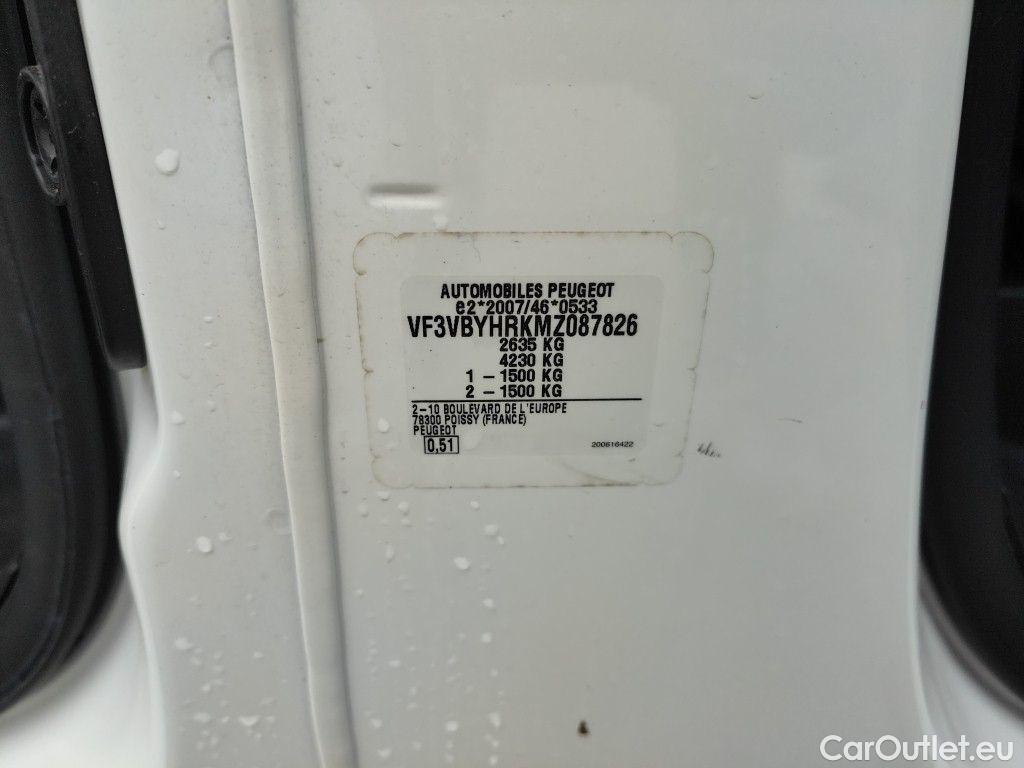 AUTOMOBILES PEUGEOT
e2*2007/46*0533
VF3VBYHRKMZ087826
2635 KG
4230 KG
1 - 1500 KG
2 - 1500 KG
2-10 BOULEVARD DE L'EUROPE
78300 POISSY (FRANCE)
PEUGEOT
0,51
200616422
CarOutlet.eu